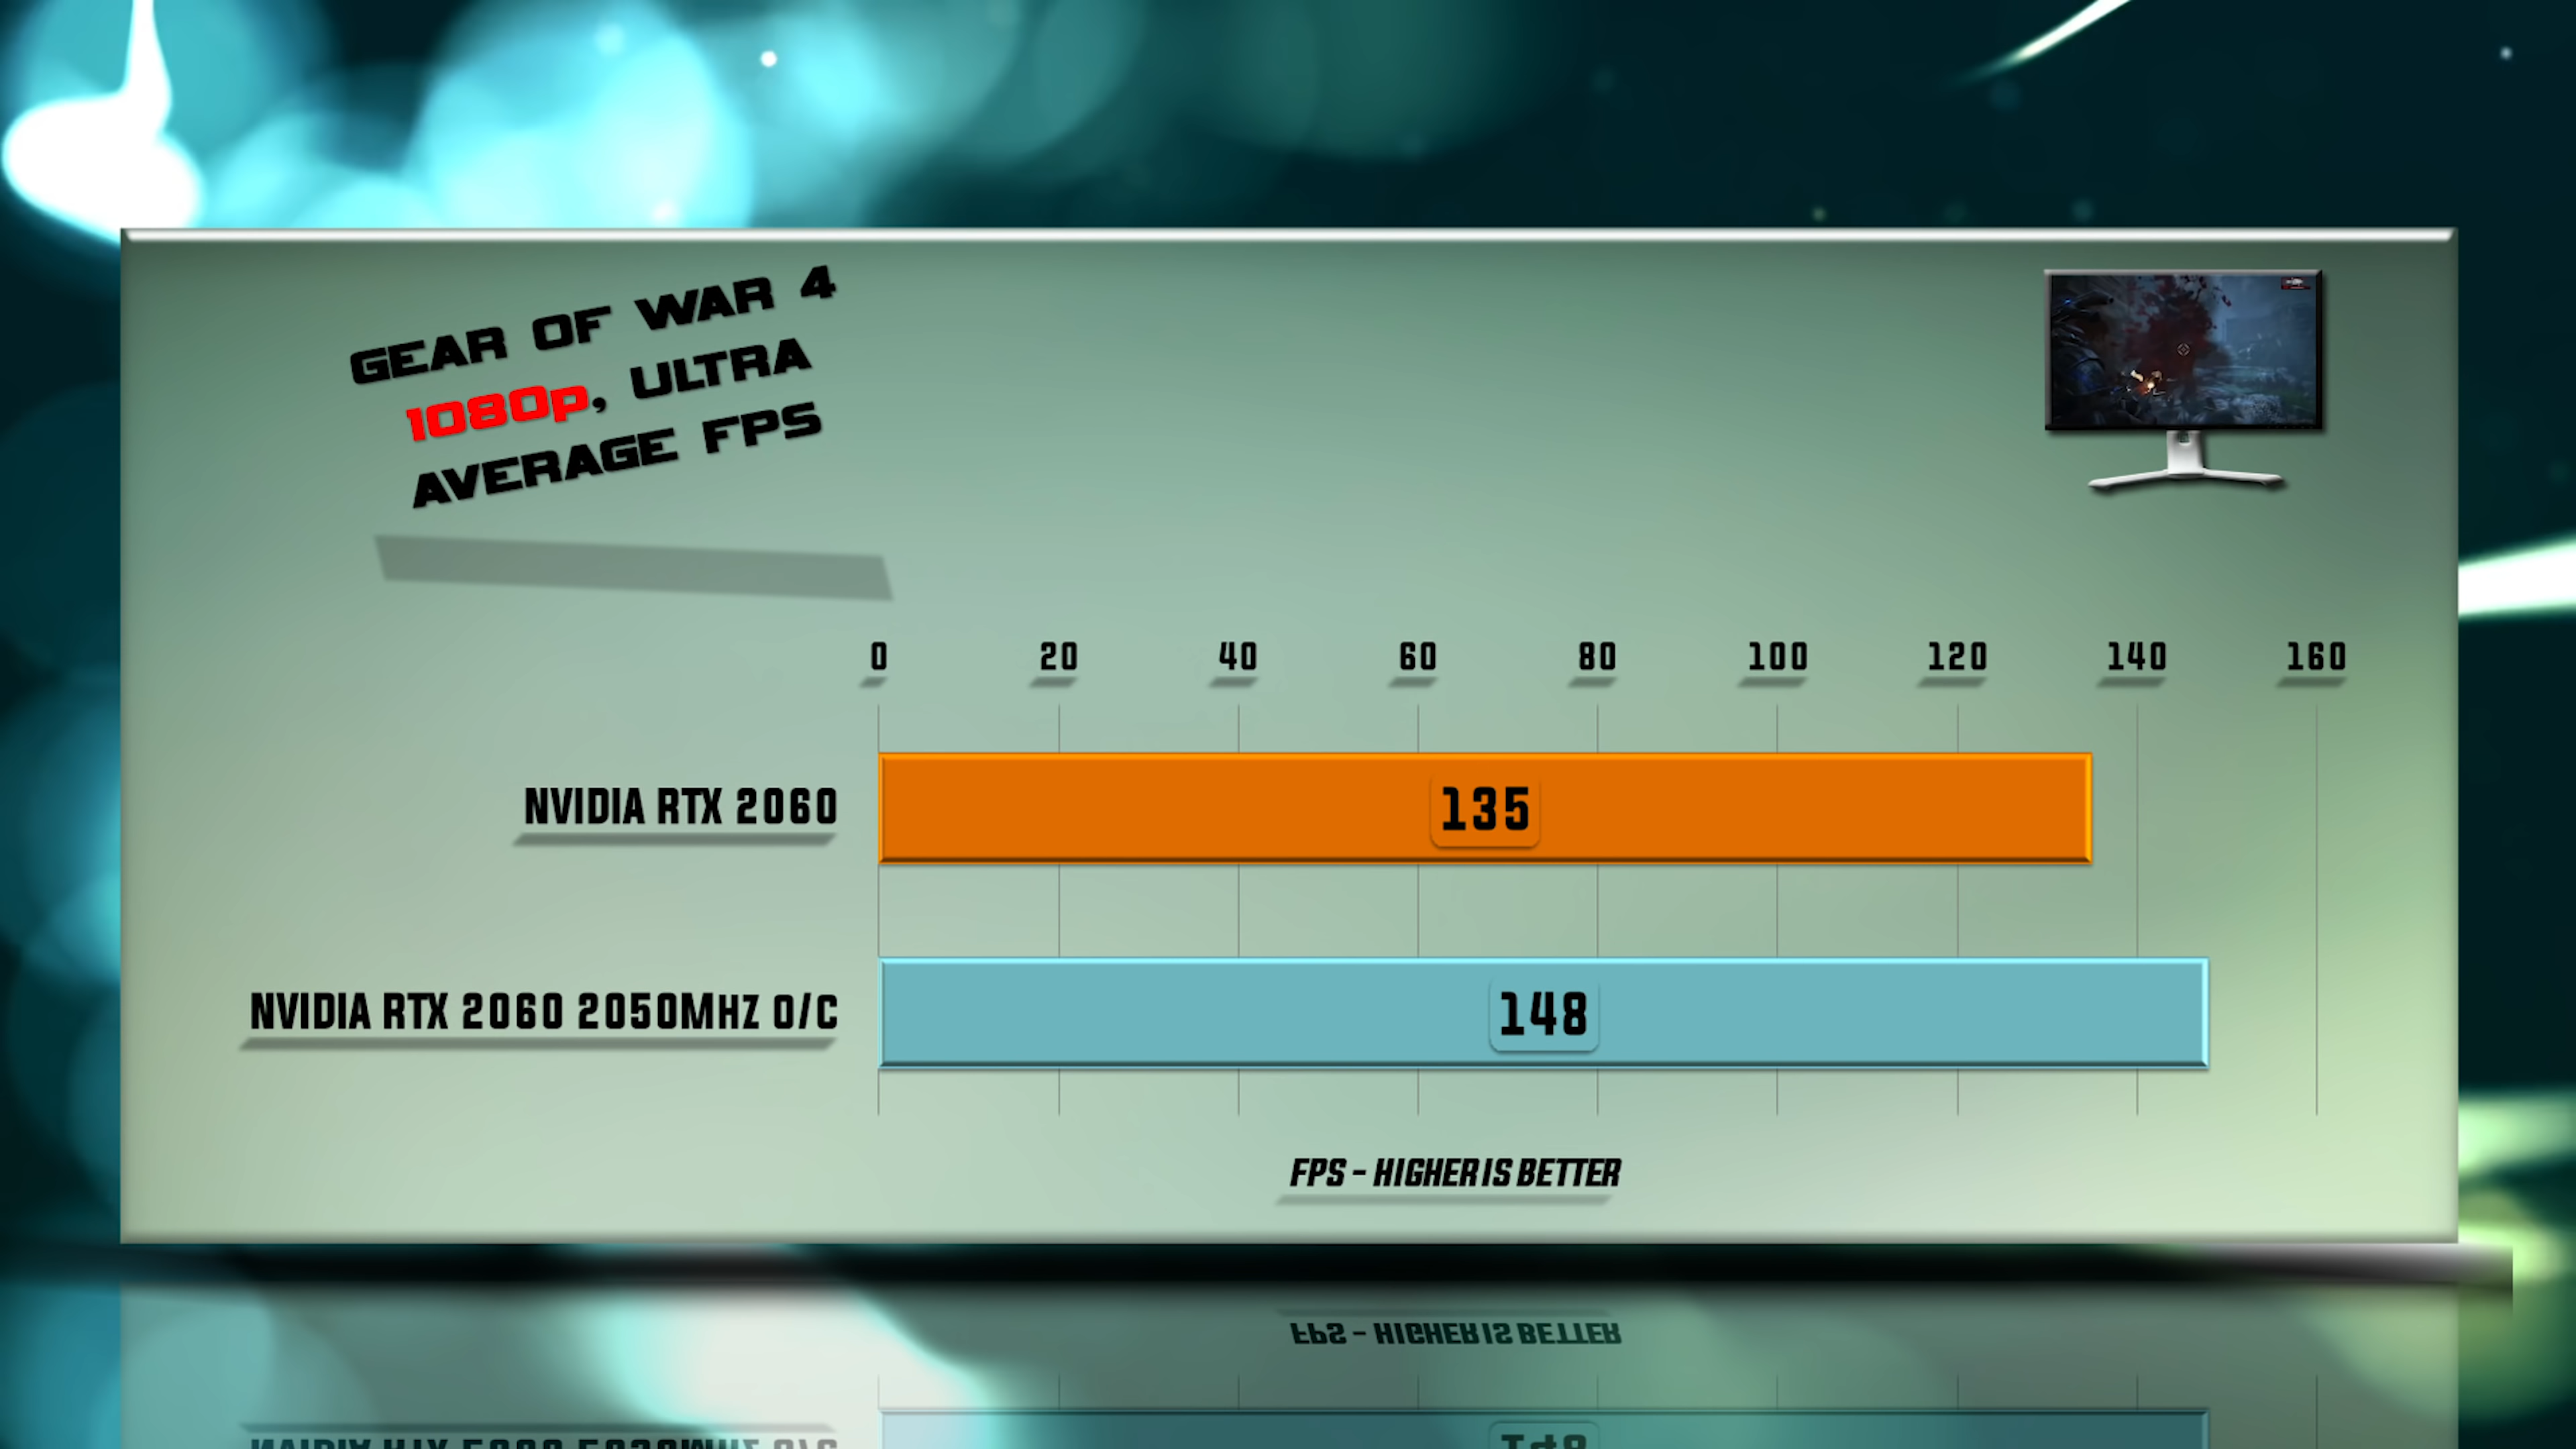 GEAR OF WAR 4
1080p, ULTRA
AVERAGE FPS
0 20 40 60 80 100 120 140 160
NVIDIA RTX 2060
135
NVIDIA RTX 2060 2050MHZ O/C
148
FPS - HIGHER IS BETTER